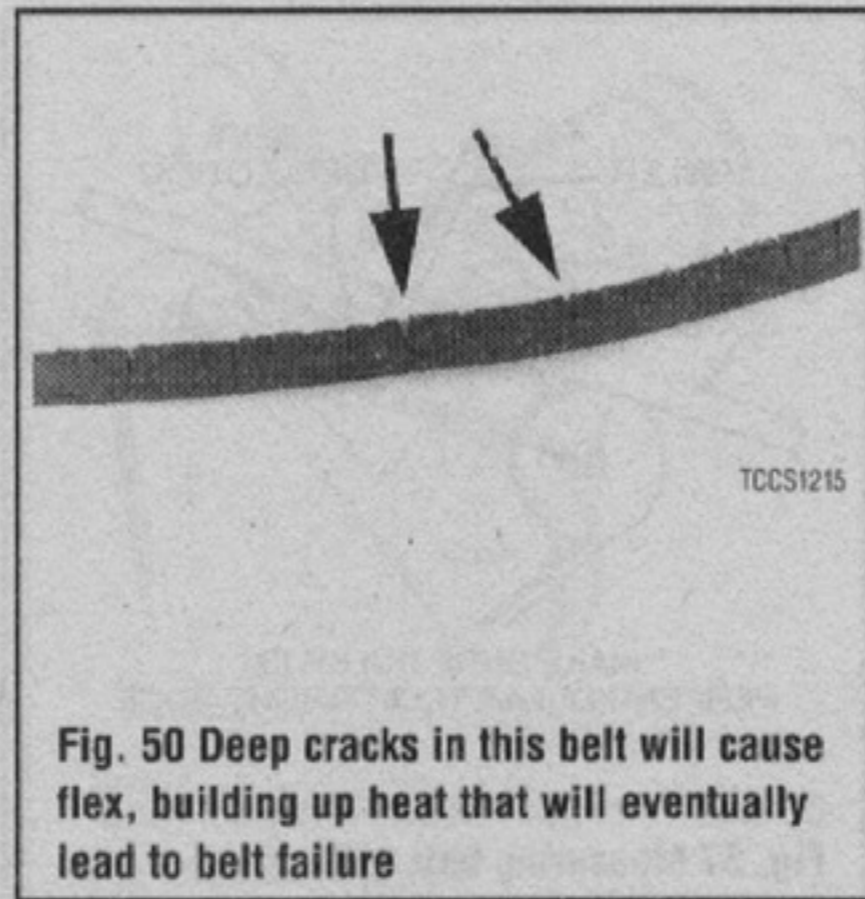 TCCS1215
Fig. 50 Deep cracks in this belt will cause
flex, building up heat that will eventually
lead to belt failure